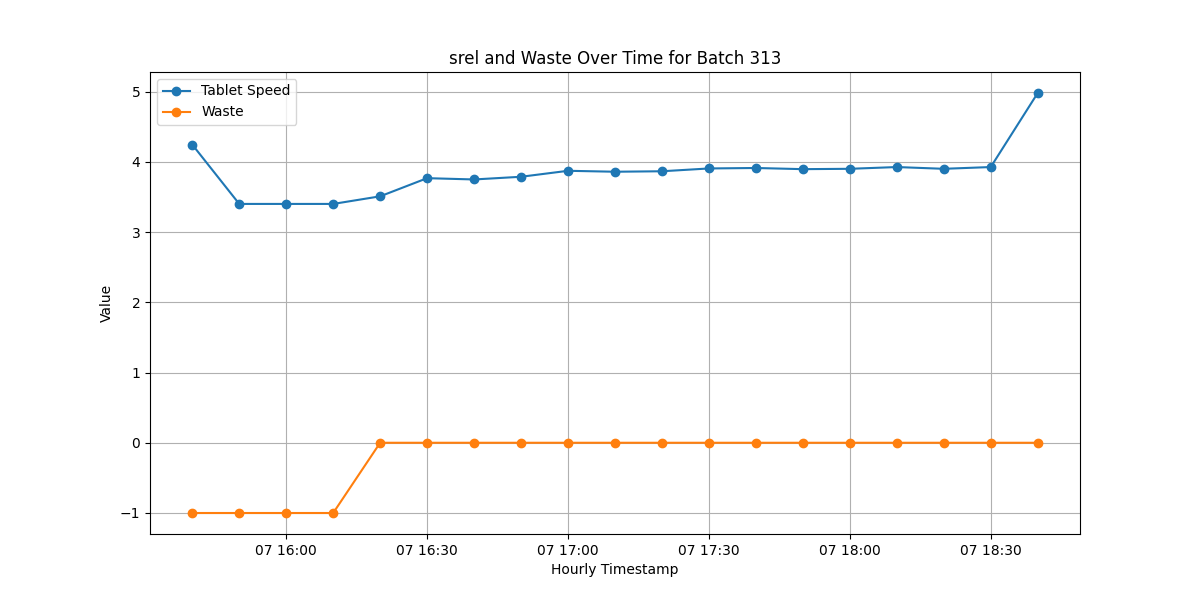 srel and Waste Over Time for Batch 313
Tablet Speed
Waste
5
4
3
2
1
0
−1
Value
07 16:00
07 16:30
07 17:00
07 17:30
07 18:00
07 18:30
Hourly Timestamp